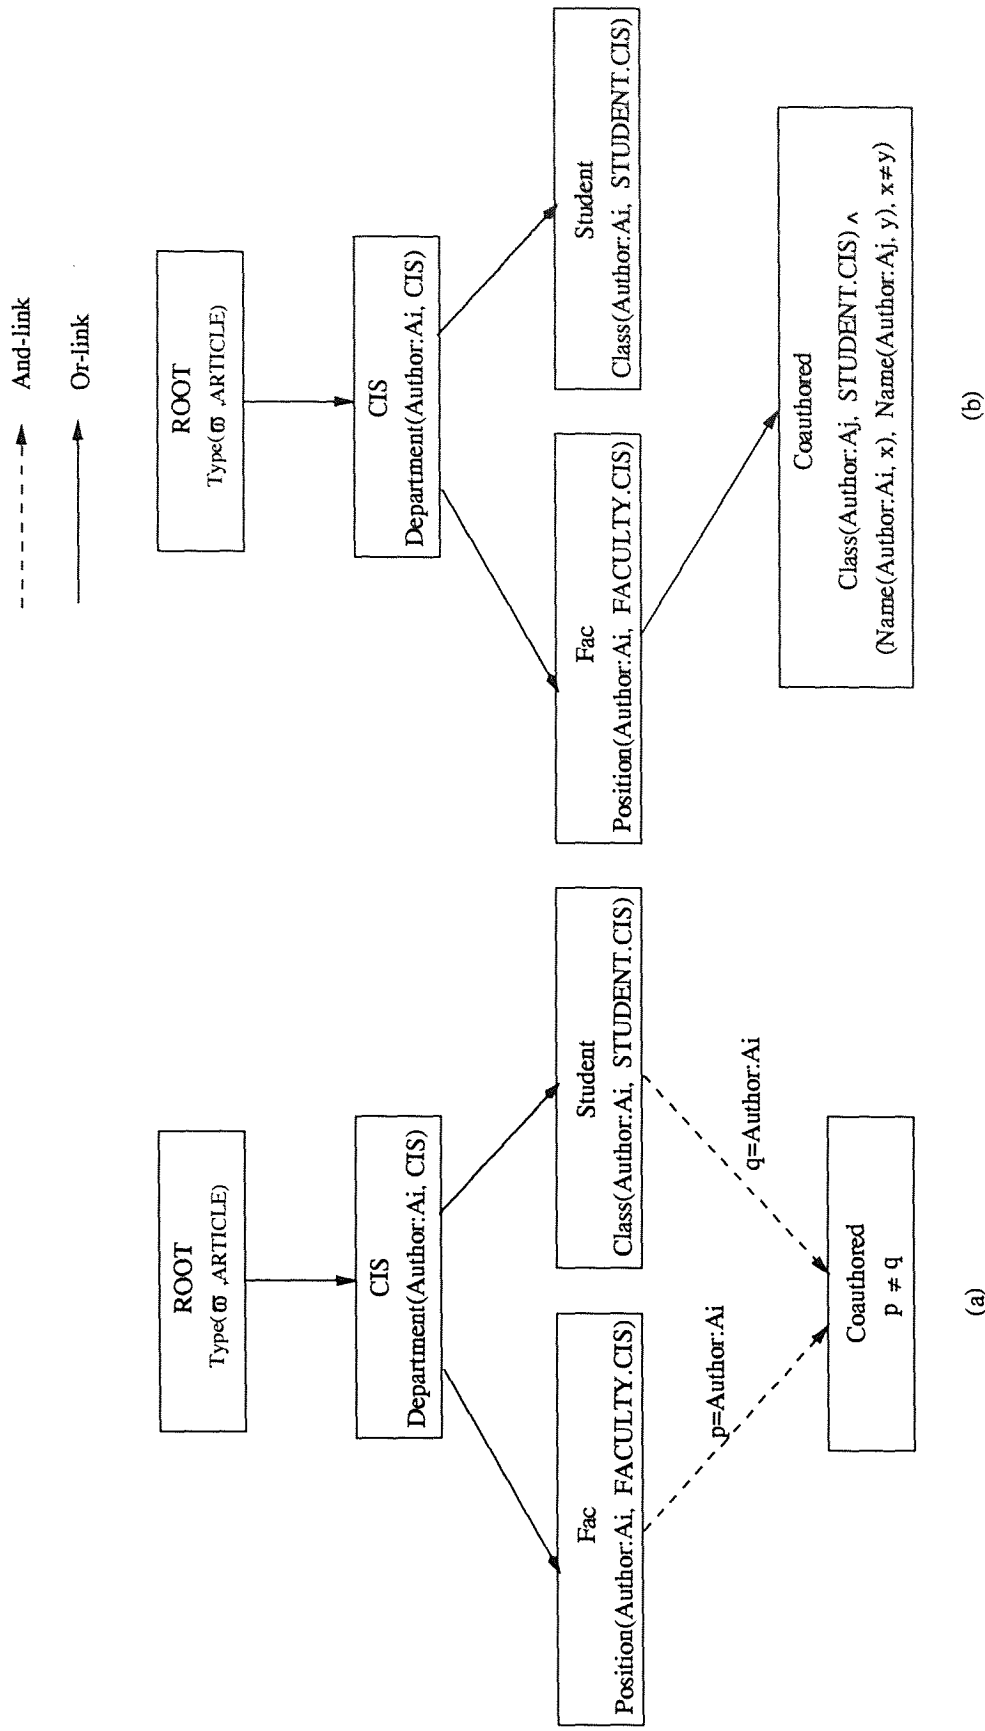 And-link
Or-link
ROOT
Type(ϖ ,ARTICLE)
CIS
Department(Author:Ai, CIS)
Fac
Position(Author:Ai, FACULTY.CIS)
Student
Class(Author:Ai, STUDENT.CIS)
p=Author:Ai
q=Author:Ai
Coauthored
p ≠ q
(a)
ROOT
Type(ϖ ,ARTICLE)
CIS
Department(Author:Ai, CIS)
Fac
Position(Author:Ai, FACULTY.CIS)
Student
Class(Author:Ai, STUDENT.CIS)
Coauthored
Class(Author:Aj, STUDENT.CIS) ∧
(Name(Author:Ai, x), Name(Author:Aj, y), x≠y)
(b)